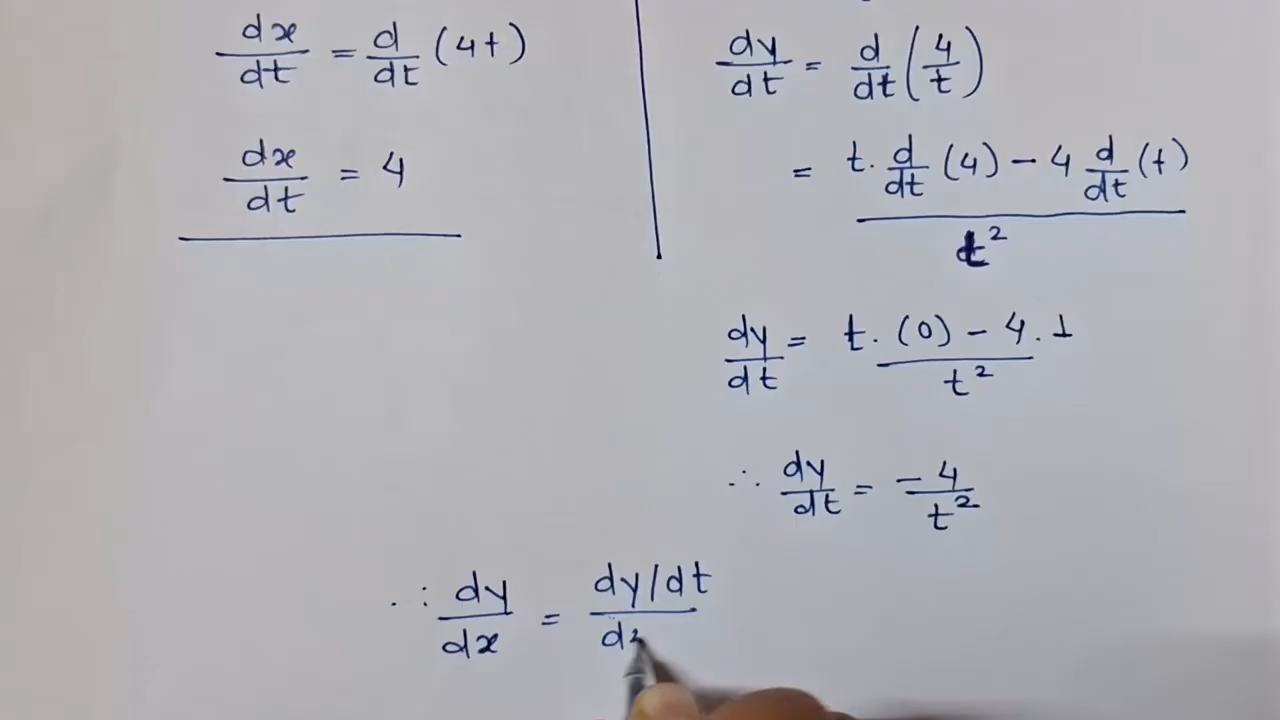 dx/dt = d/dt (4t)
dx/dt = 4
dy/dt = d/dt (4/t)
= t. d/dt (4) - 4 d/dt (t) / t²
dy/dt = t. (0) - 4 . 1 / t²
∴ dy/dt = -4/t²
∴ dy/dx = dy/dt